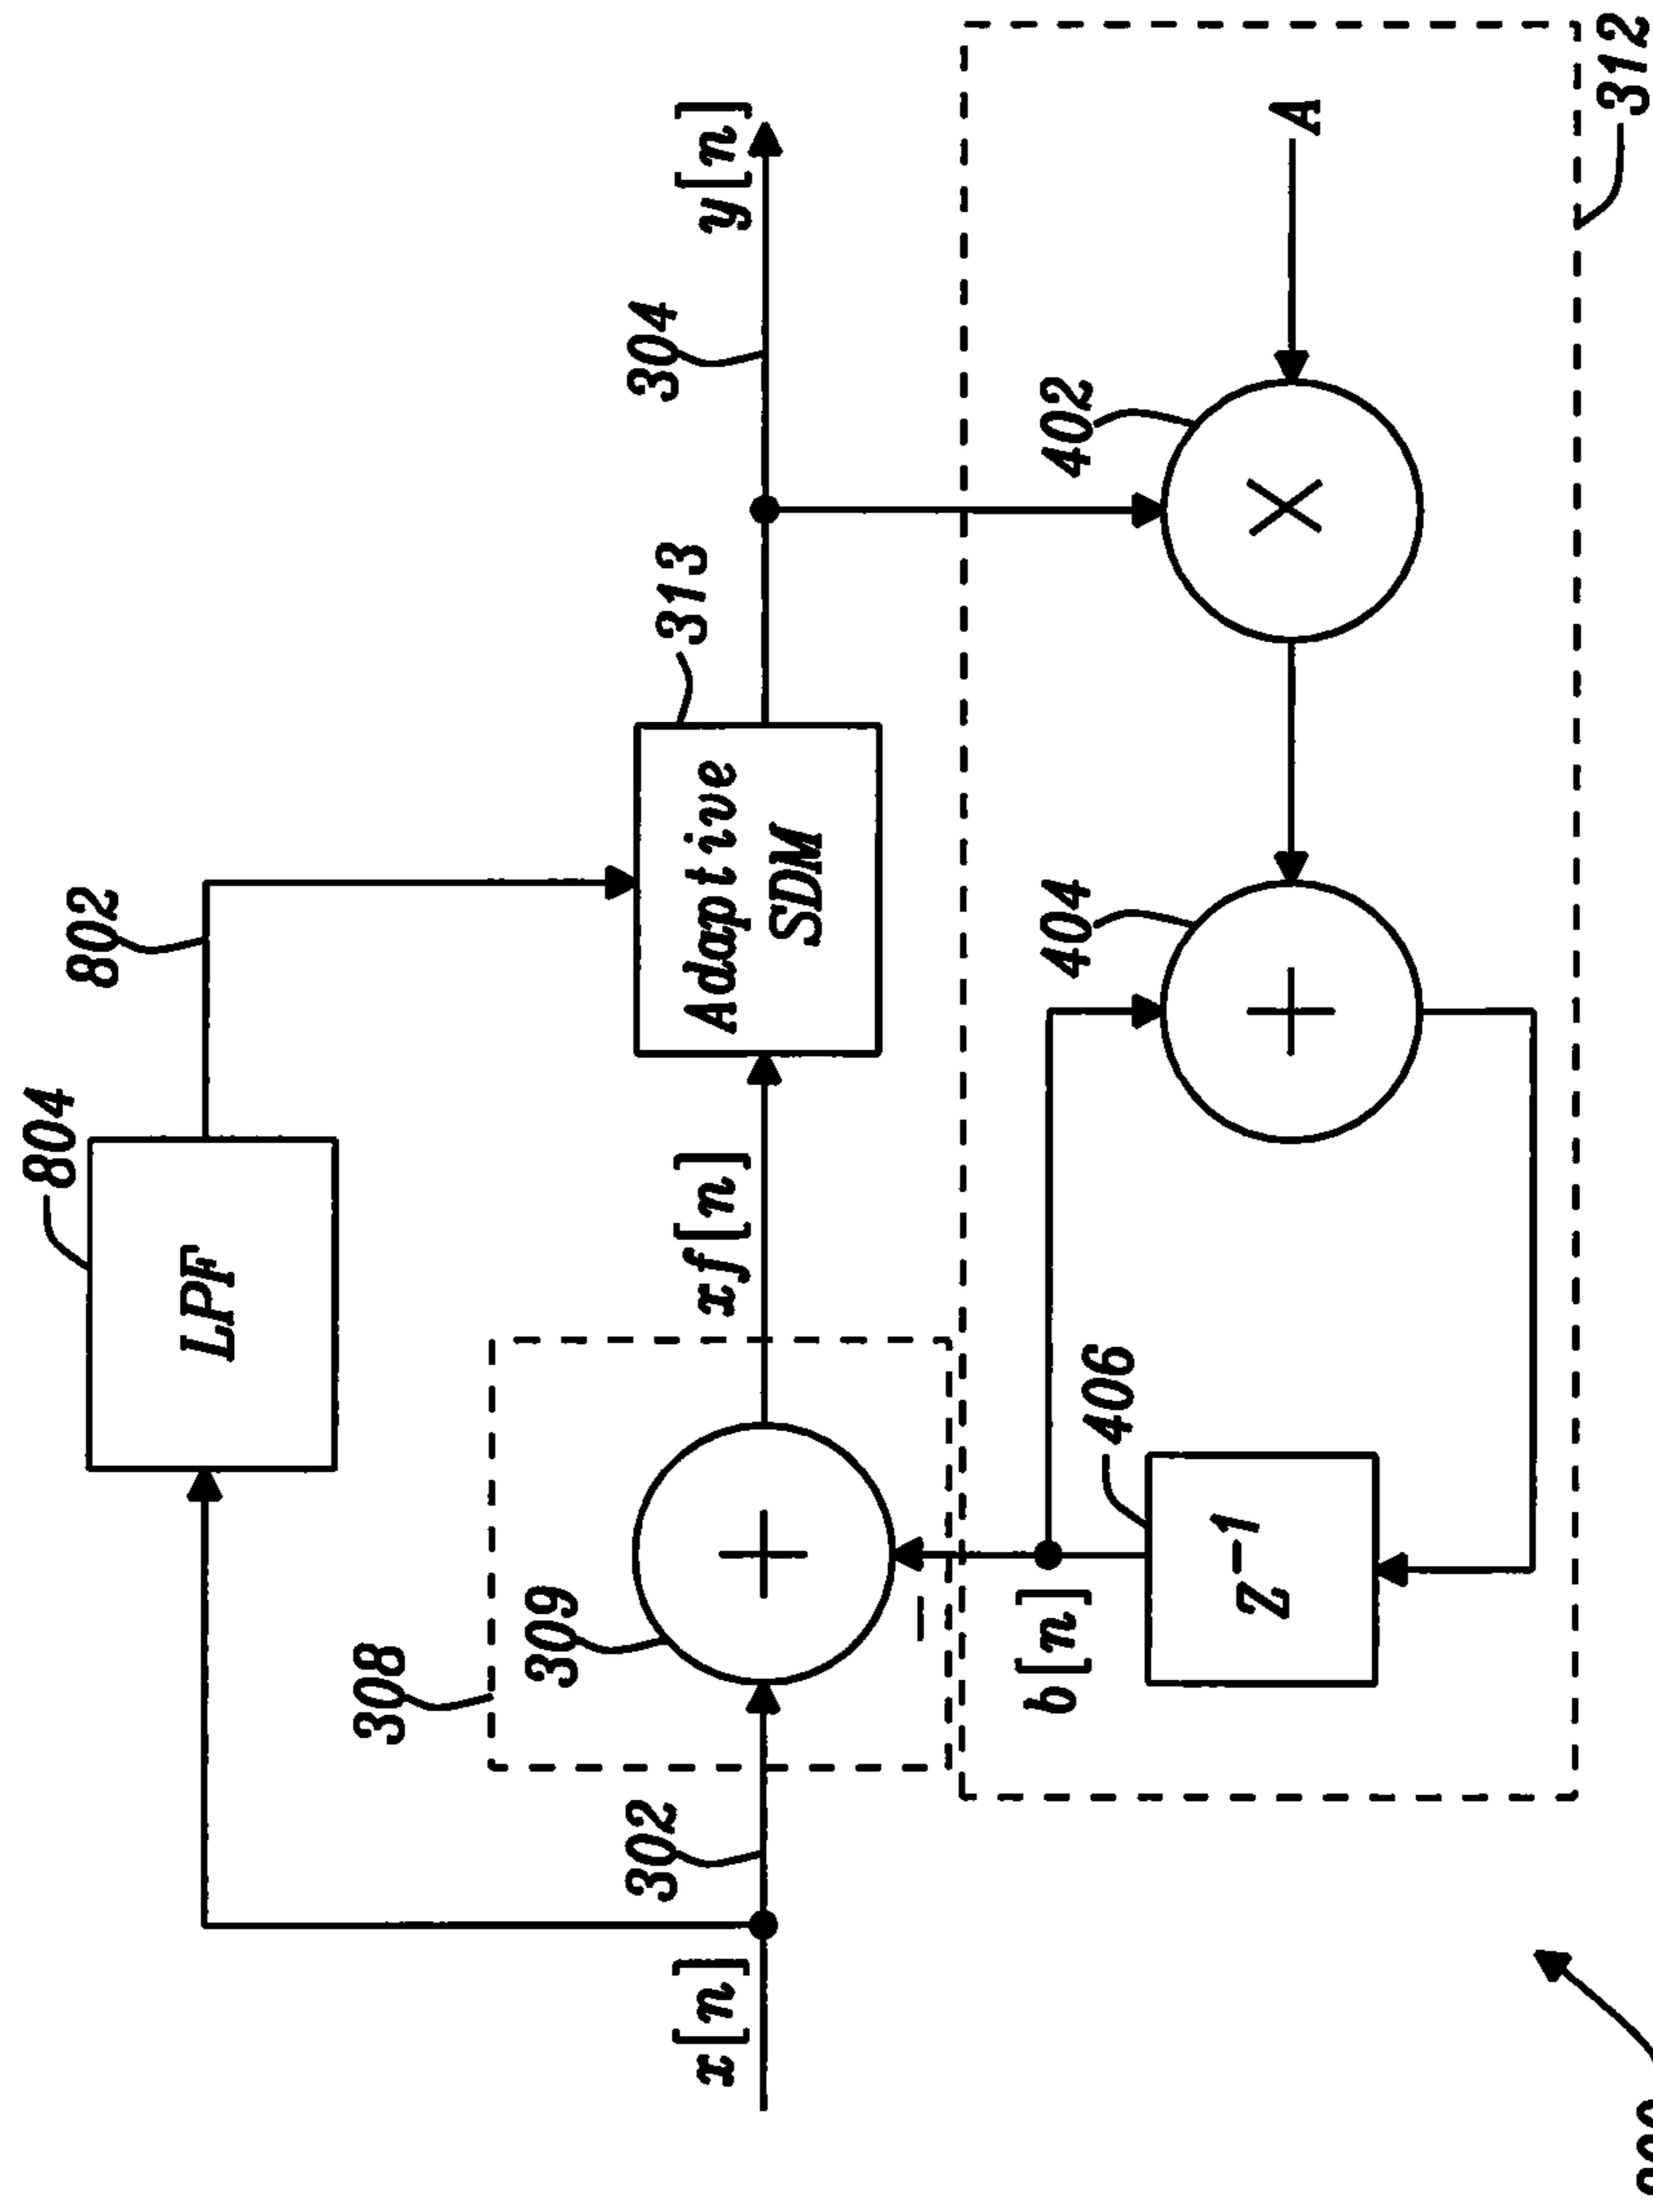 804
802
LPF
308
309
302
x[n]
xf[n]
313
Adaptive
SDM
304
y[n]
b[n]
406
404
402
Z⁻¹
A
312